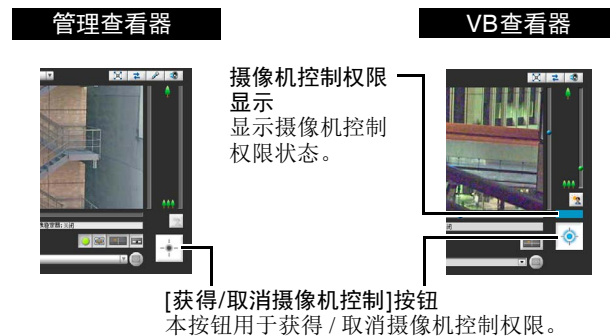 管理查看器
VB查看器
摄像机控制权限
显示
显示摄像机控制
权限状态。
[获得/取消摄像机控制]按钮
本按钮用于获得 / 取消摄像机控制权限。